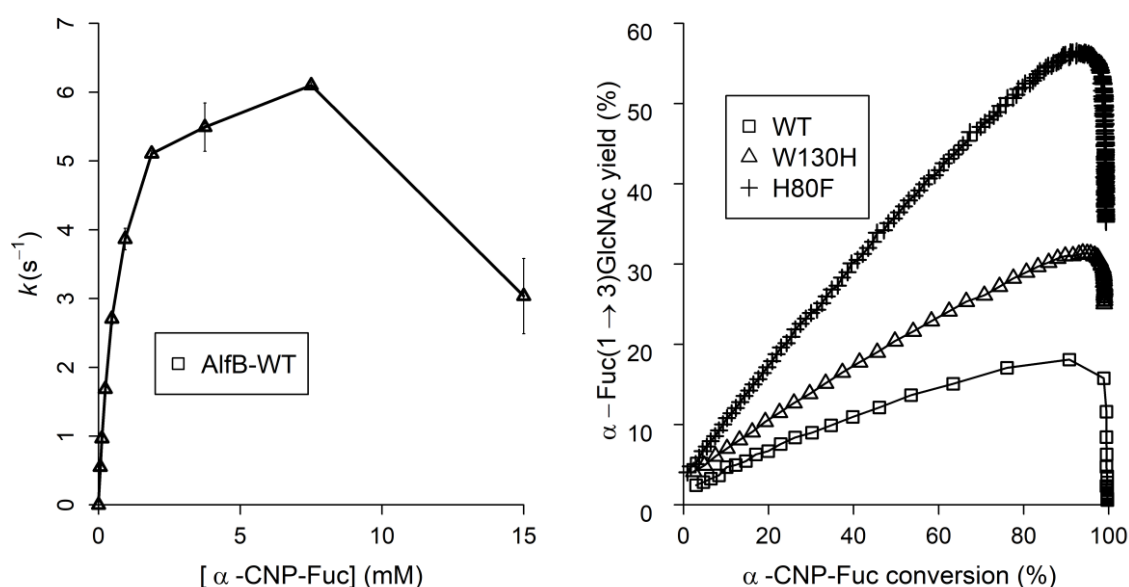 7
6
5
4
3
2
1
0
k(s⁻¹)
□ AlfB-WT
0 5 10 15
[ α -CNP-Fuc] (mM)
60
50
40
30
20
10
0
α − Fuc(1 → 3)GlcNAc yield (%)
□ WT
△ W130H
+ H80F
0 20 40 60 80 100
α -CNP-Fuc conversion (%)